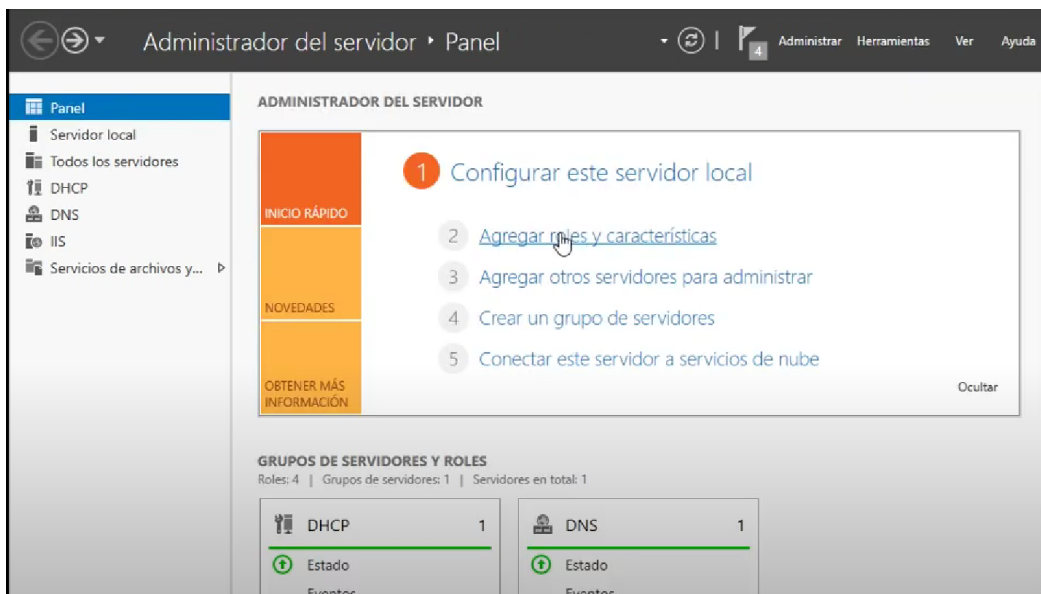 Administrador del servidor ‣ Panel
4
Administrar Herramientas Ver Ayuda
Panel
Servidor local
Todos los servidores
DHCP
DNS
IIS
Servicios de archivos y...
ADMINISTRADOR DEL SERVIDOR
INICIO RÁPIDO
NOVEDADES
OBTENER MÁS
INFORMACIÓN
1 Configurar este servidor local
2 Agregar roles y características
3 Agregar otros servidores para administrar
4 Crear un grupo de servidores
5 Conectar este servidor a servicios de nube
Ocultar
GRUPOS DE SERVIDORES Y ROLES
Roles: 4 | Grupos de servidores: 1 | Servidores en total: 1
DHCP 1
Estado
Eventos
DNS 1
Estado
Eventos